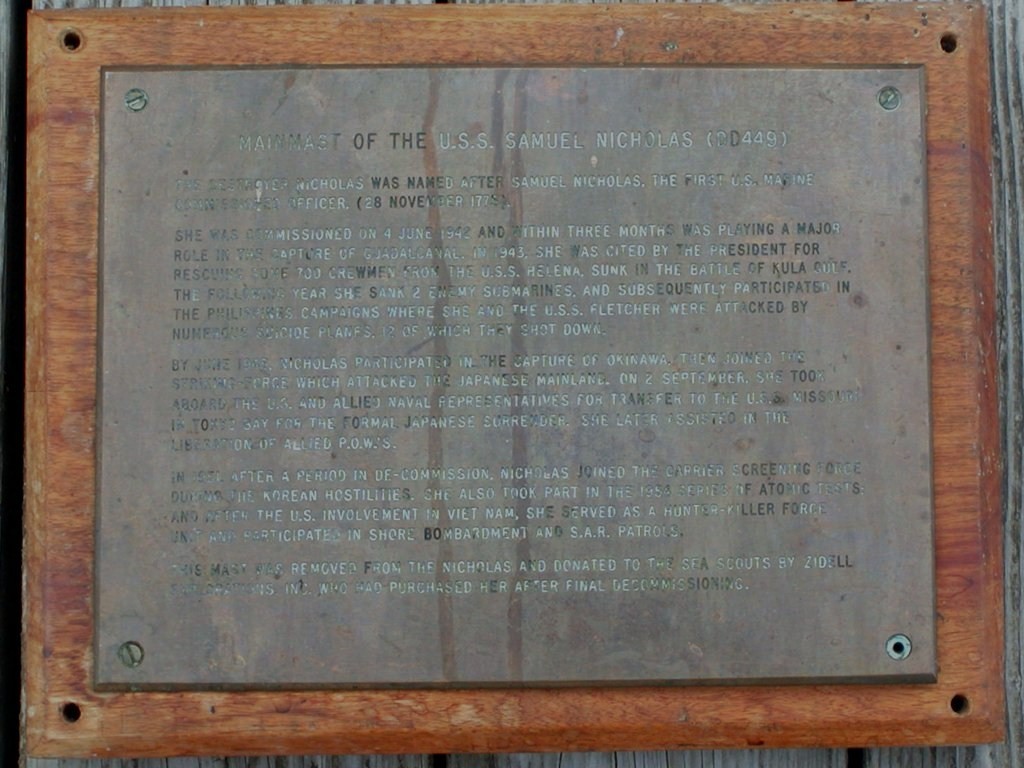 MAINMAST OF THE U.S.S. SAMUEL NICHOLAS (DD449)
THE DESTROYER NICHOLAS WAS NAMED AFTER SAMUEL NICHOLAS, THE FIRST U.S. MARINE
COMMISSIONED OFFICER. (28 NOVEMBER 1775).
SHE WAS COMMISSIONED ON 4 JUNE 1942 AND WITHIN THREE MONTHS WAS PLAYING A MAJOR
ROLE IN THE CAPTURE OF GUADALCANAL. IN 1943, SHE WAS CITED BY THE PRESIDENT FOR
RESCUING SOME 700 CREWMEN FROM THE U.S.S. HELENA, SUNK IN THE BATTLE OF KULA GULF.
THE FOLLOWING YEAR SHE SANK 2 ENEMY SUBMARINES, AND SUBSEQUENTLY PARTICIPATED IN
THE PHILIPPINES CAMPAIGNS WHERE SHE AND THE U.S.S. FLETCHER WERE ATTACKED BY
NUMEROUS SUICIDE PLANES, 12 OF WHICH THEY SHOT DOWN.
BY JUNE 1945, NICHOLAS PARTICIPATED IN THE CAPTURE OF OKINAWA, THEN JOINED THE
STRIKING FORCE WHICH ATTACKED THE JAPANESE MAINLAND. ON 2 SEPTEMBER, SHE TOOK
ABOARD THE U.S. AND ALLIED NAVAL REPRESENTATIVES FOR TRANSFER TO THE U.S.S. MISSOURI
IN TOKYO BAY FOR THE FORMAL JAPANESE SURRENDER. SHE LATER ASSISTED IN THE
LIBERATION OF ALLIED P.O.W.'S.
IN AFTER A PERIOD IN DE-COMMISSION, NICHOLAS JOINED THE CARRIER SCREENING FORCE
DURING THE KOREAN HOSTILITIES. SHE ALSO TOOK PART IN THE 1954 SERIES OF ATOMIC TESTS
AND AFTER THE U.S. INVOLVEMENT IN VIET NAM, SHE SERVED AS A HUNTER-KILLER FORCE
UNIT AND PARTICIPATED IN SHORE BOMBARDMENT AND S.A.R. PATROLS.
THIS MAST WAS REMOVED FROM THE NICHOLAS AND DONATED TO THE SEA SCOUTS BY ZIDELL
EXPLORATIONS, INC. WHO HAD PURCHASED HER AFTER FINAL DECOMMISSIONING.